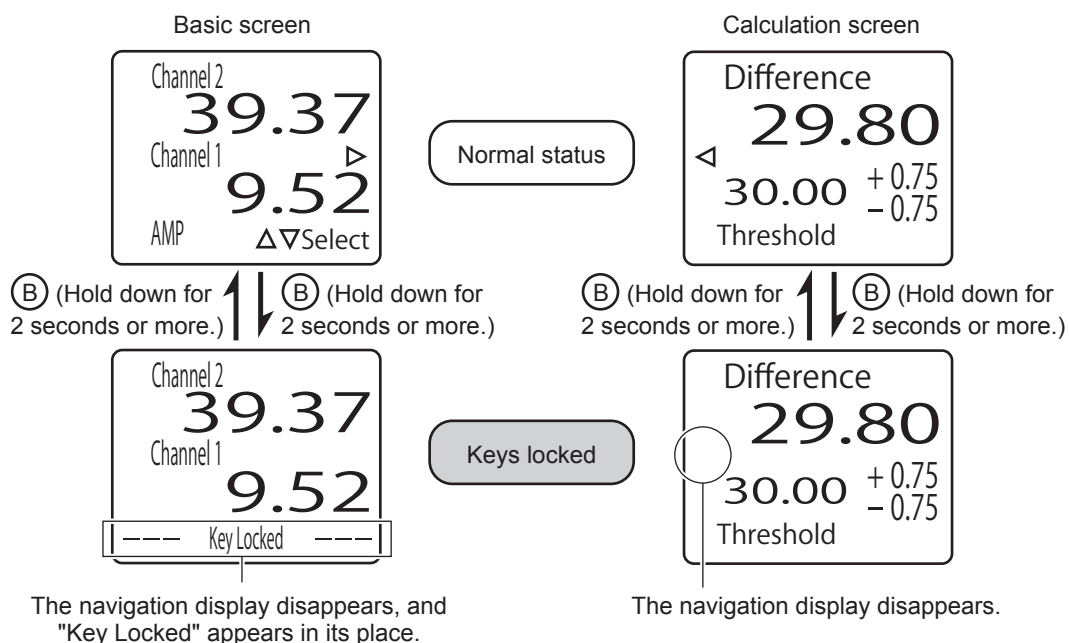 Basic screen
Calculation screen
Channel 2
39.37
Channel 1
▷
9.52
AMP △▽Select
Normal status
Difference
29.80
◁
30.00 + 0.75
− 0.75
Threshold
B (Hold down for
2 seconds or more.)
B (Hold down for
2 seconds or more.)
B (Hold down for
2 seconds or more.)
B (Hold down for
2 seconds or more.)
Channel 2
39.37
Channel 1
9.52
––– Key Locked –––
Keys locked
Difference
29.80
30.00 + 0.75
− 0.75
Threshold
The navigation display disappears, and
"Key Locked" appears in its place.
The navigation display disappears.